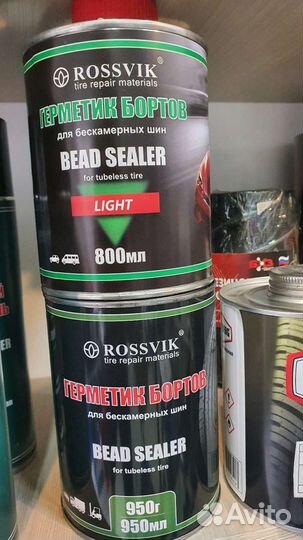 ROSSVIK
tire repair materials
ГЕРМЕТИК БОРТОВ
для бескамерных шин
BEAD SEALER
for tubeless tire
LIGHT
800мл
ROSSVIK
tire repair materials
ГЕРМЕТИК БОРТОВ
для бескамерных шин
BEAD SEALER
for tubeless tire
950г
950мл
Avito